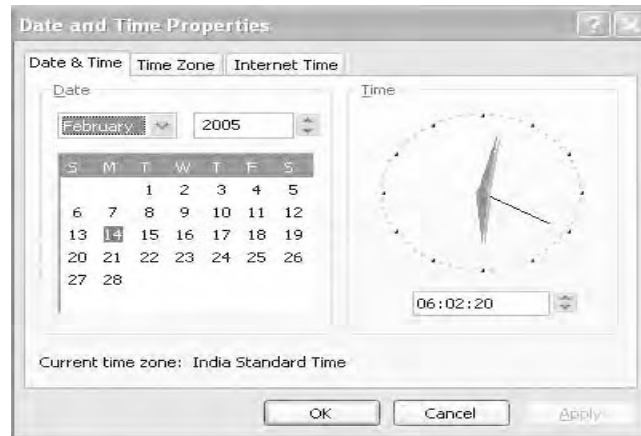 Date and Time Properties
Date & Time Time Zone Internet Time
Date
Time
February 2005
S M T W T F S
1 2 3 4 5
6 7 8 9 10 11 12
13 14 15 16 17 18 19
20 21 22 23 24 25 26
27 28
06:02:20
Current time zone: India Standard Time
OK Cancel Apply